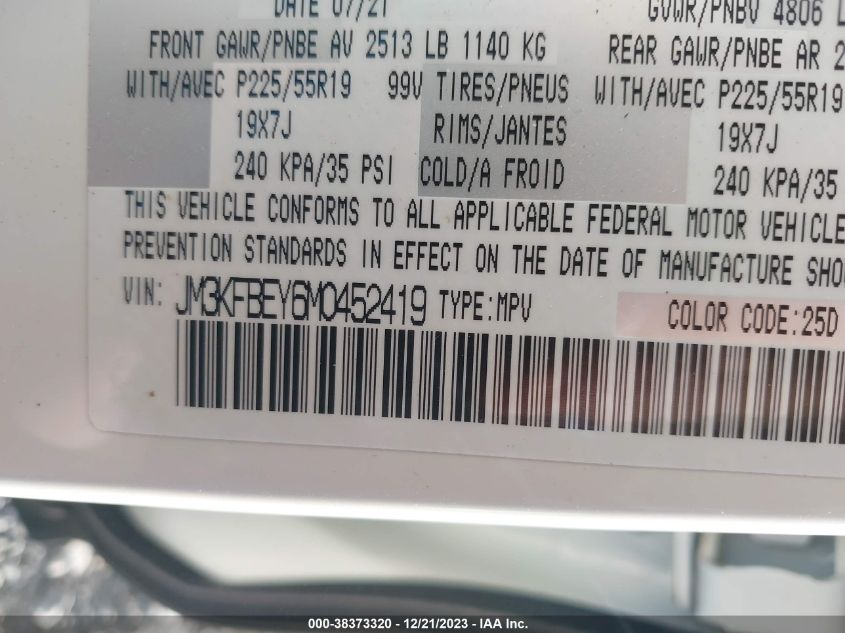 DATE 07/21 GVWR/PNBV 4806 L
FRONT GAWR/PNBE AV 2513 LB 1140 KG REAR GAWR/PNBE AR 2
WITH/AVEC P225/55R19 99V TIRES/PNEUS WITH/AVEC P225/55R19
19X7J RIMS/JANTES 19X7J
240 KPA/35 PSI COLD/A FROID 240 KPA/35
THIS VEHICLE CONFORMS TO ALL APPLICABLE FEDERAL MOTOR VEHICLE
PREVENTION STANDARDS IN EFFECT ON THE DATE OF MANUFACTURE SHO
VIN: JM3KFBEY6M0452419 TYPE:MPV COLOR CODE:25D
000-38373320 - 12/21/2023 - IAA Inc.